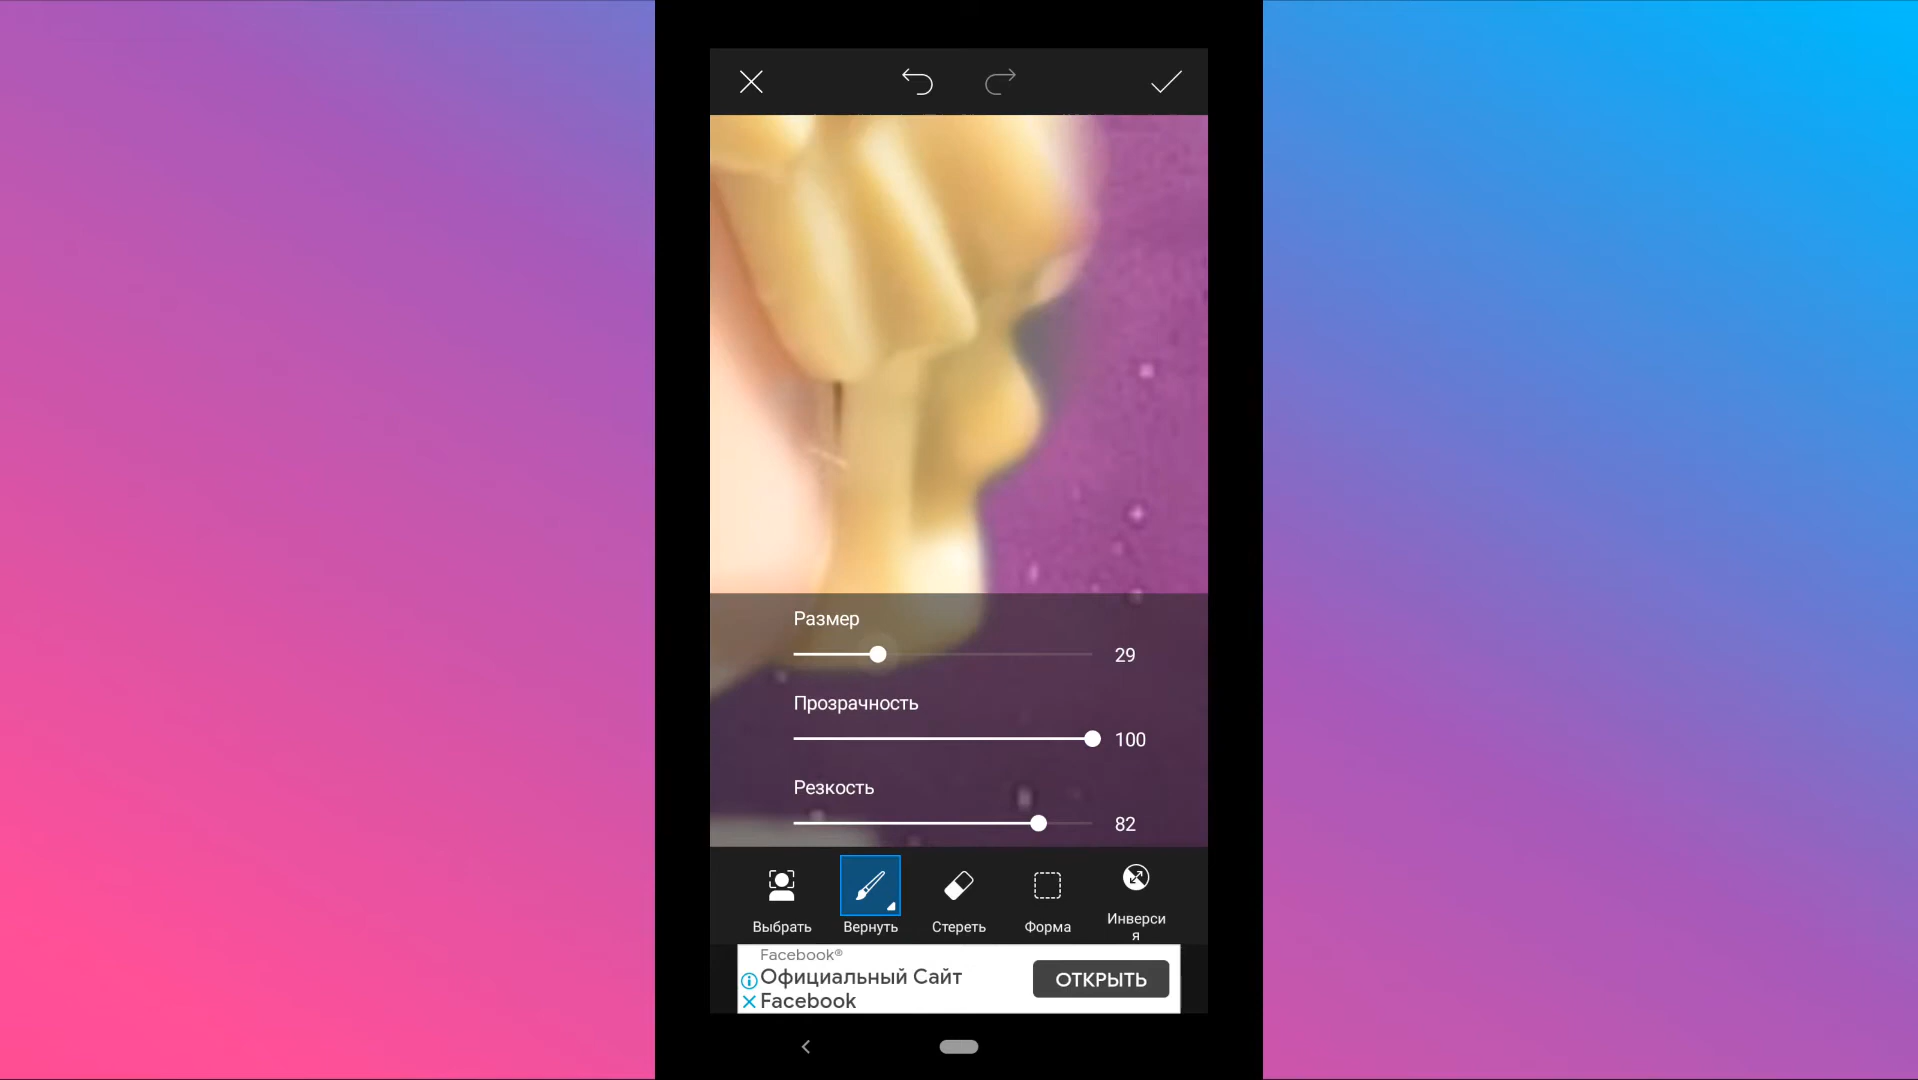 Размер
29
Прозрачность
100
Резкость
82
Выбрать
Вернуть
Стереть
Форма
Инверси
я
Facebook®
Официальный Сайт
Facebook
ОТКРЫТЬ